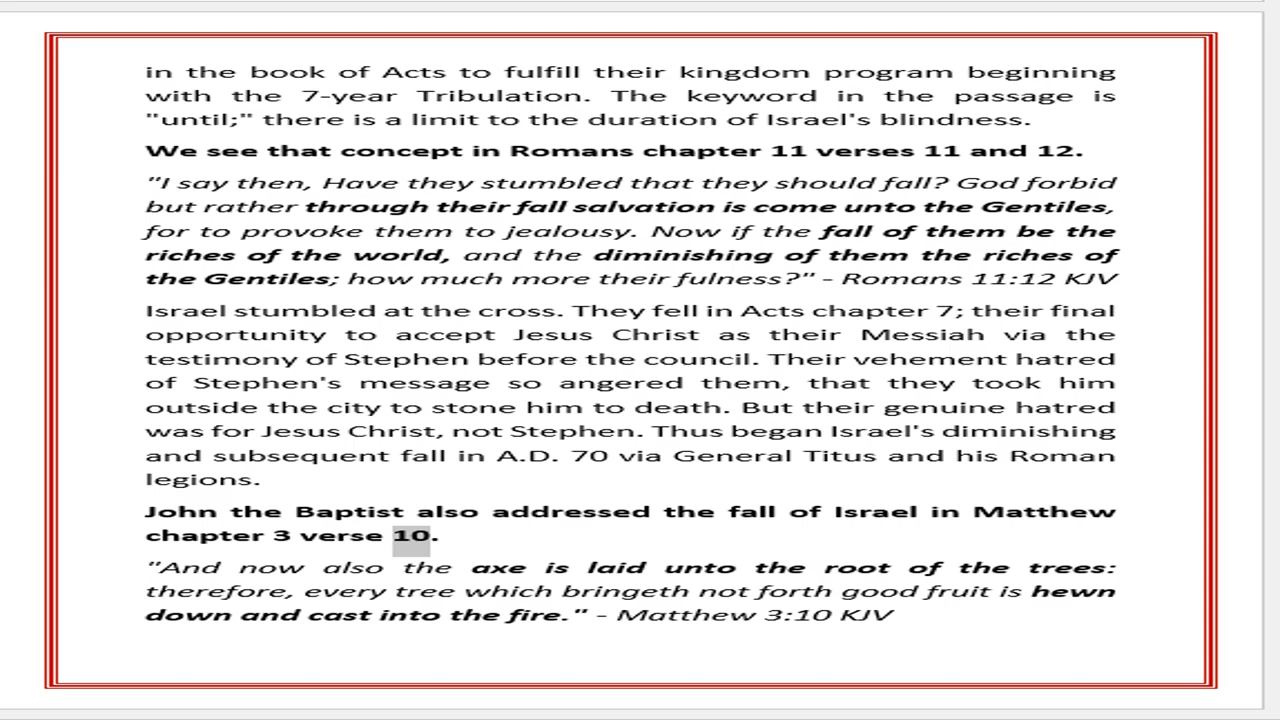 in the book of Acts to fulfill their kingdom program beginning
with the 7-year Tribulation. The keyword in the passage is
"until;" there is a limit to the duration of Israel's blindness.
We see that concept in Romans chapter 11 verses 11 and 12.
"I say then, Have they stumbled that they should fall? God forbid
but rather through their fall salvation is come unto the Gentiles,
for to provoke them to jealousy. Now if the fall of them be the
riches of the world, and the diminishing of them the riches of
the Gentiles; how much more their fulness?" - Romans 11:12 KJV
Israel stumbled at the cross. They fell in Acts chapter 7; their final
opportunity to accept Jesus Christ as their Messiah via the
testimony of Stephen before the council. Their vehement hatred
of Stephen's message so angered them, that they took him
outside the city to stone him to death. But their genuine hatred
was for Jesus Christ, not Stephen. Thus began Israel's diminishing
and subsequent fall in A.D. 70 via General Titus and his Roman
legions.
John the Baptist also addressed the fall of Israel in Matthew
chapter 3 verse 10.
"And now also the axe is laid unto the root of the trees:
therefore, every tree which bringeth not forth good fruit is hewn
down and cast into the fire." - Matthew 3:10 KJV